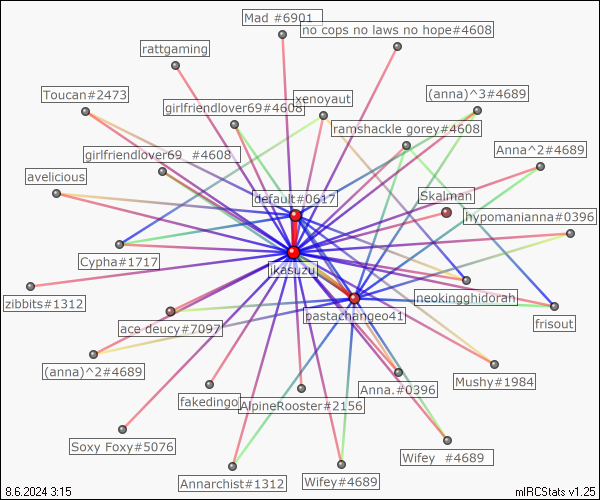 Mad #6901
no cops no laws no hope#4608
rattgaming
Toucan#2473
girlfriendlover69#4608
xenoyaut
(anna)^3#4689
ramshackle gorey#4608
girlfriendlover69 #4608
Anna^2#4689
avelicious
default#0617
Skaiman
hypomanianna#0396
Cypha#1717
ikasuzu
zibbits#1312
neokingghidorah
pastachangeo41
frisout
ace deucy#7097
(anna)^2#4689
Mushy#1984
Anna.#0396
fakedingo
AlpineRooster#2156
Soxy Foxy#5076
Wifey #4689
Annarchist#1312
Wifey#4689
8.6.2024 3:15
mIRCStats v1.25